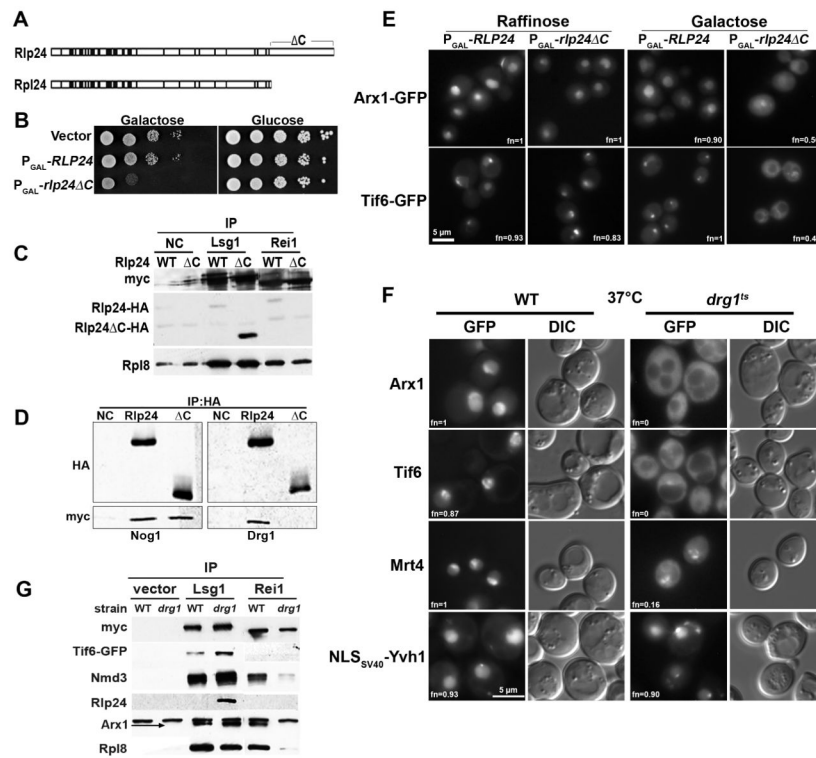 A
ΔC
Rlp24
Rpl24
B
Galactose Glucose
Vector
PGAL-RLP24
PGAL-rlp24ΔC
C
IP
NC Lsg1 Rei1
Rlp24 WT ΔC WT ΔC WT ΔC
myc
Rlp24-HA
Rlp24ΔC-HA
Rpl8
D
IP:HA
NC Rlp24 ΔC NC Rlp24 ΔC
HA
myc
Nog1 Drg1
G
IP
vector Lsg1 Rei1
strain WT drg1 WT drg1 WT drg1
myc
Tif6-GFP
Nmd3
Rlp24
Arx1
Rpl8
E
Raffinose Galactose
PGAL-RLP24 PGAL-rlp24ΔC PGAL-RLP24 PGAL-rlp24ΔC
Arx1-GFP
fn=1 fn=1 fn=0.90
Tif6-GFP
5 μm
fn=0.93 fn=0.83 fn=1
F
WT 37°C drg1ts
GFP DIC GFP DIC
Arx1
fn=1 fn=0
Tif6
fn=0.87 fn=0
Mrt4
fn=1 fn=0.16
NLSSV40-Yvh1
fn=0.93 5 μm fn=0.90